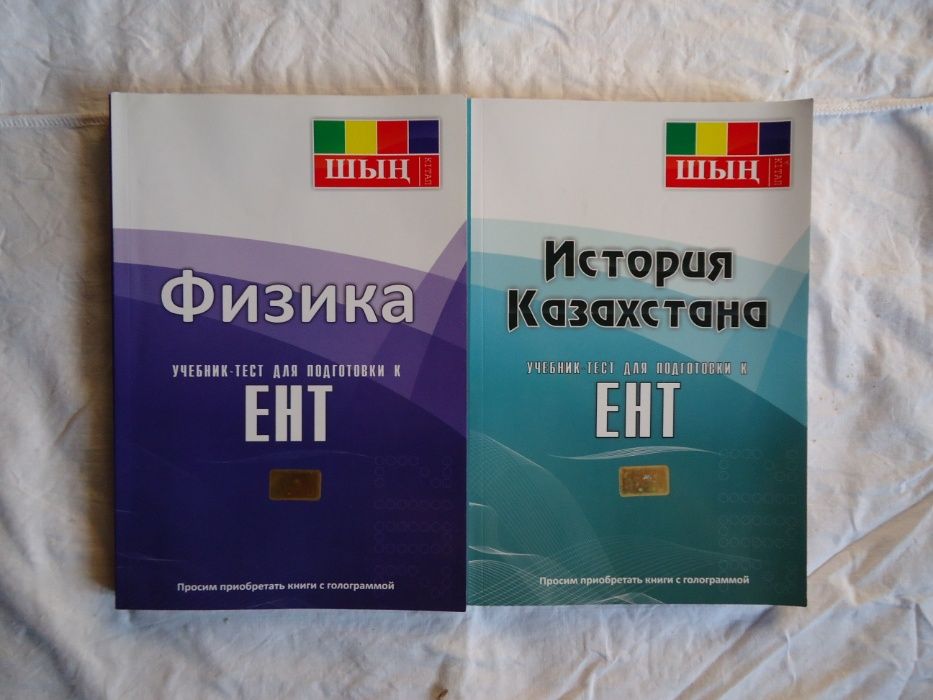 ШЫҢ
КІТАП
Физика
УЧЕБНИК-ТЕСТ ДЛЯ ПОДГОТОВКИ К
ЕНТ
Просим приобретать книги с голограммой
ШЫҢ
КІТАП
История
Казахстана
УЧЕБНИК-ТЕСТ ДЛЯ ПОДГОТОВКИ К
ЕНТ
Просим приобретать книги с голограммой